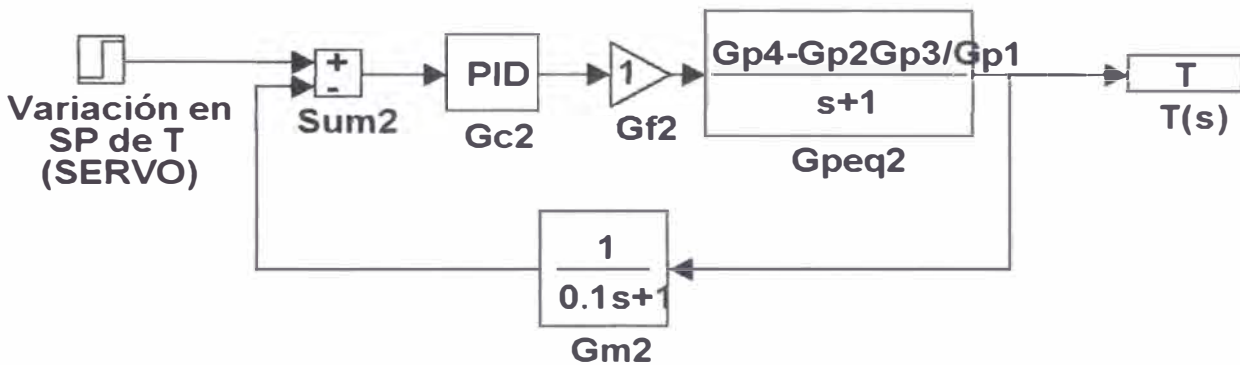 Variación en
SP de T
(SERVO)
+
-
Sum2
PID
Gc2
1
Gf2
Gp4-Gp2Gp3/Gp1
s+1
Gpeq2
T
T(s)
1
0.1s+1
Gm2